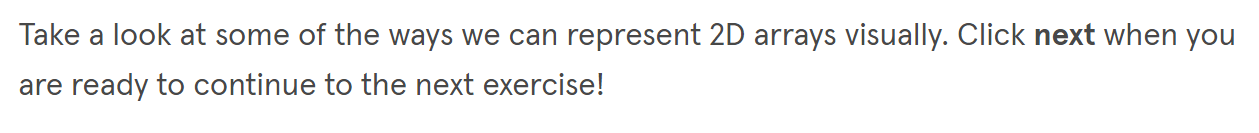 Take a look at some of the ways we can represent 2D arrays visually. Click next when you
are ready to continue to the next exercise!